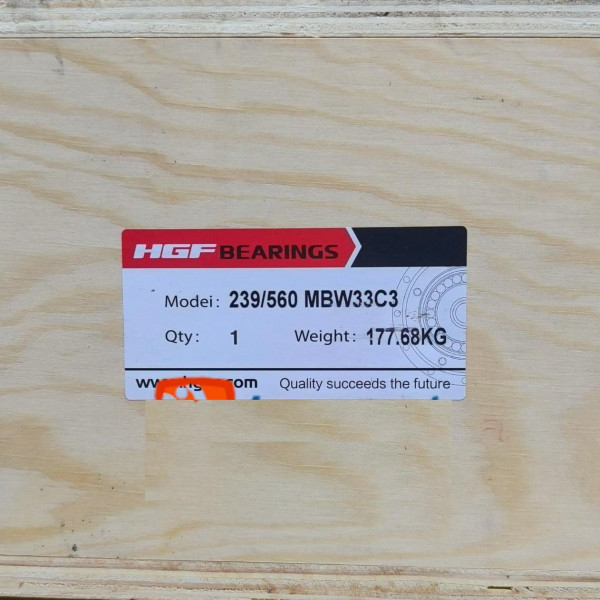 HGF BEARINGS
Modei: 239/560 MBW33C3
Qty: 1 Weight: 177.68KG
Quality succeeds the future